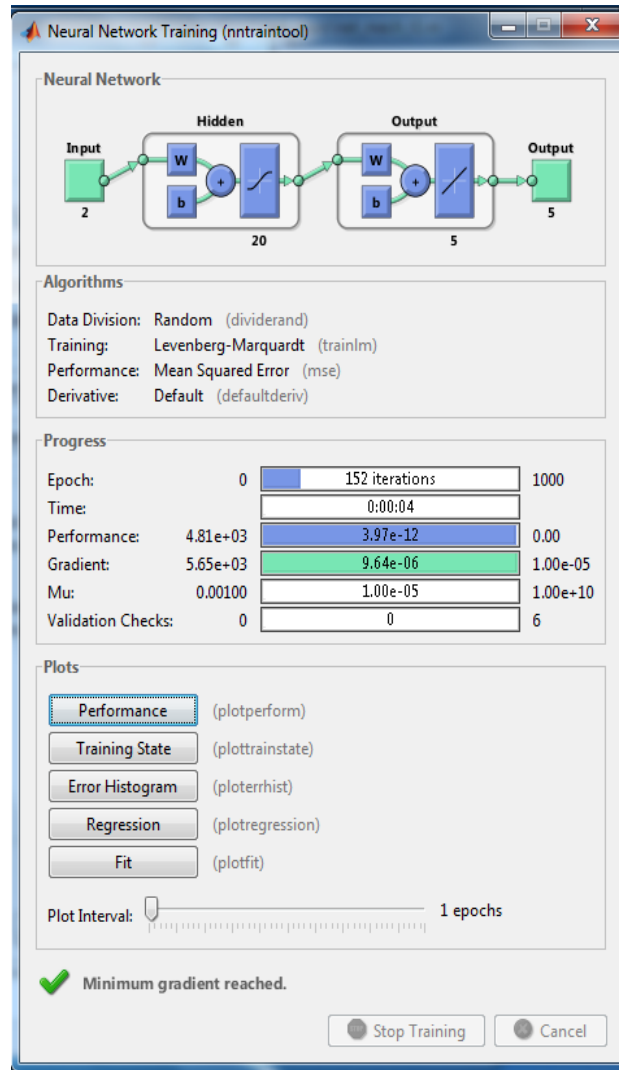 Neural Network Training (nntraintool)
Neural Network
Hidden Output
Input Output
W W
b b
+ +
2 5
20 5
Algorithms
Data Division: Random (dividerand)
Training: Levenberg-Marquardt (trainlm)
Performance: Mean Squared Error (mse)
Derivative: Default (defaultderiv)
Progress
Epoch: 0 152 iterations 1000
Time: 0:00:04
Performance: 4.81e+03 3.97e-12 0.00
Gradient: 5.65e+03 9.64e-06 1.00e-05
Mu: 0.00100 1.00e-05 1.00e+10
Validation Checks: 0 0 6
Plots
Performance (plotperform)
Training State (plottrainstate)
Error Histogram (ploterrhist)
Regression (plotregression)
Fit (plotfit)
Plot Interval: 1 epochs
Minimum gradient reached.
Stop Training Cancel